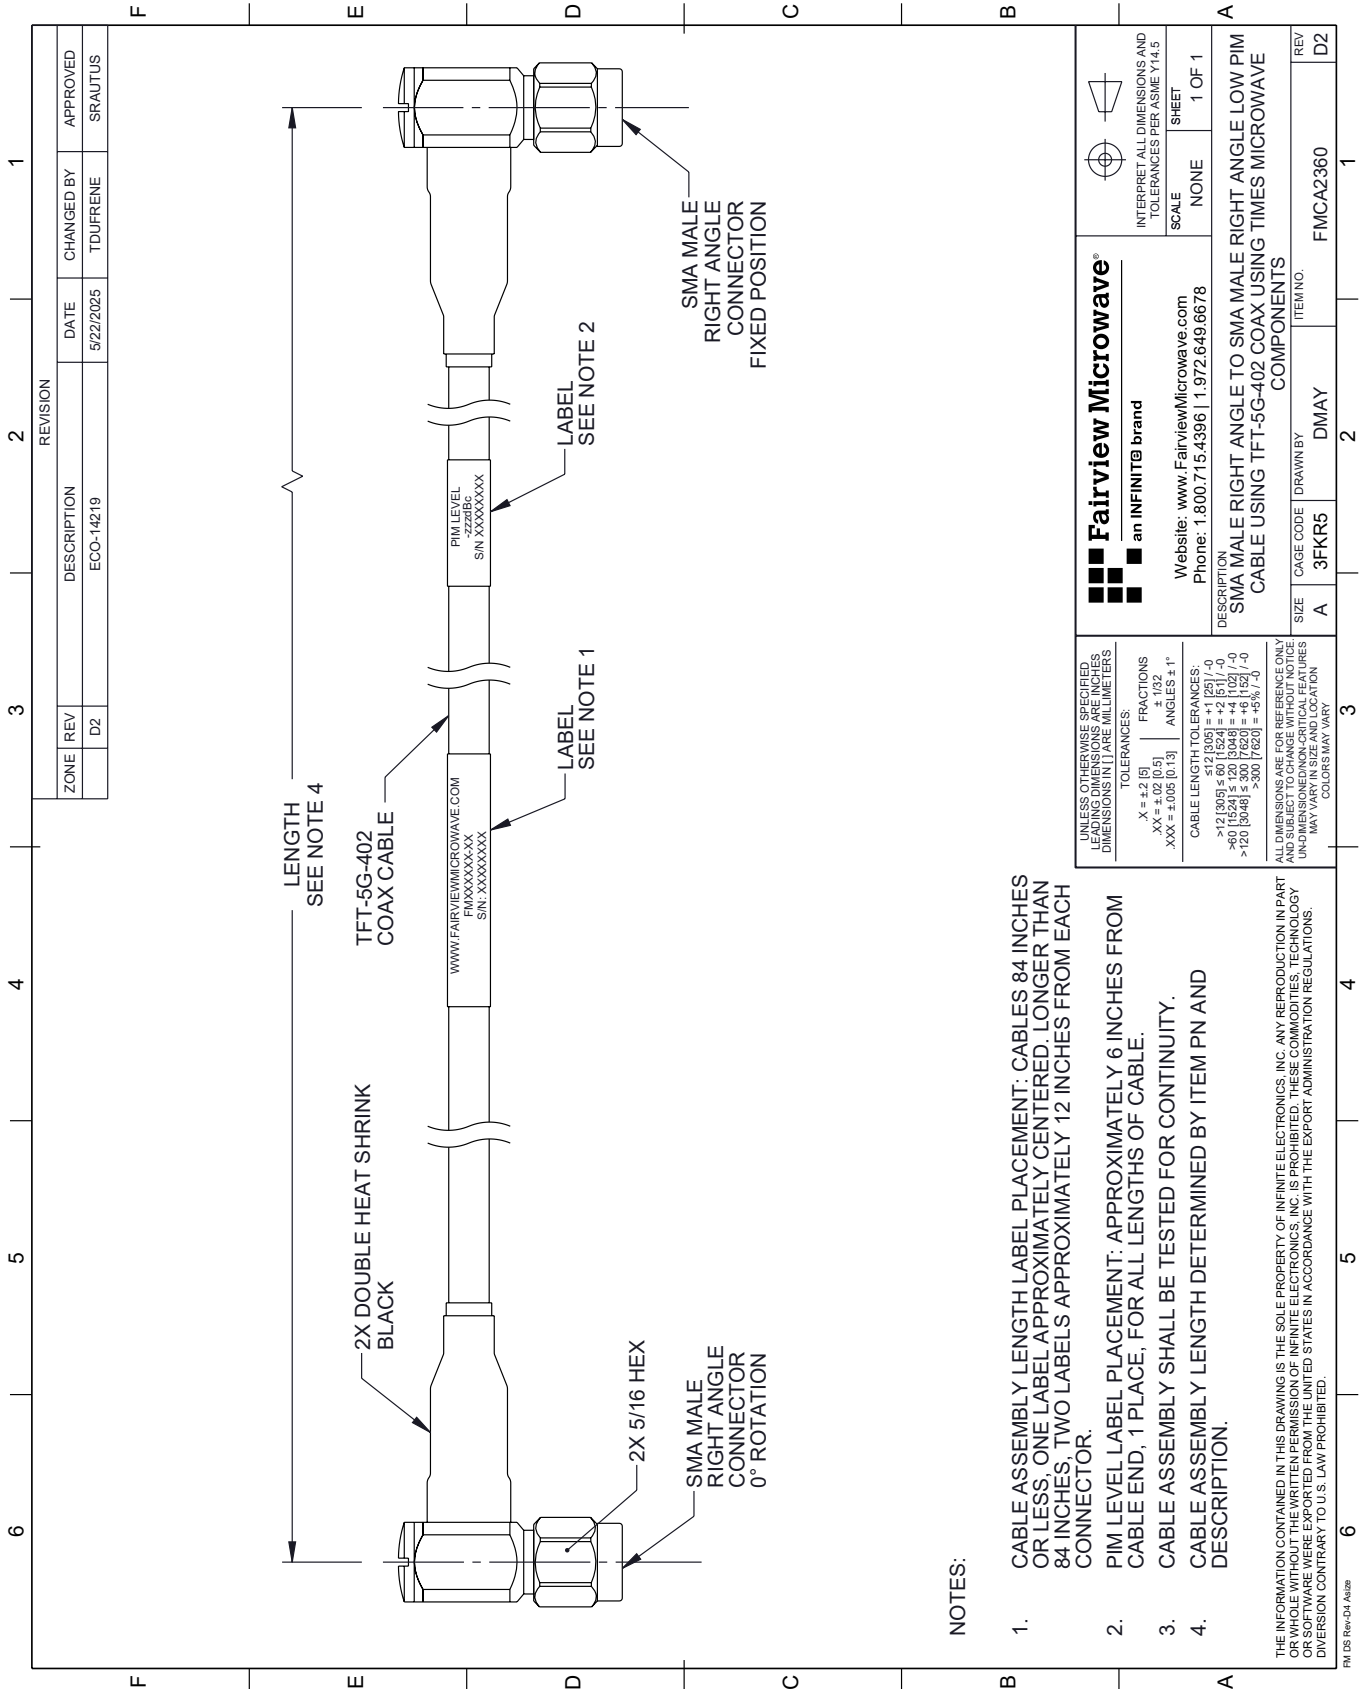 REVISION
ZONE REV DESCRIPTION DATE CHANGED BY APPROVED
D2 ECO-14219 5/22/2025 TDUFRENE SRAUTUS
6 5 4 3 2 1
F
E
D
C
B
A
LENGTH
SEE NOTE 4
2X DOUBLE HEAT SHRINK
BLACK
TFT-5G-402
COAX CABLE
WWW.FAIRVIEWMICROWAVE.COM
FMXXXXX-XX
S/N: XXXXXXXX
PIM LEVEL
-zzzdBc
S/N XXXXXXXX
2X 5/16 HEX
SMA MALE
RIGHT ANGLE
CONNECTOR
0° ROTATION
LABEL
SEE NOTE 1
LABEL
SEE NOTE 2
SMA MALE
RIGHT ANGLE
CONNECTOR
FIXED POSITION
NOTES:
1. CABLE ASSEMBLY LENGTH LABEL PLACEMENT: CABLES 84 INCHES
OR LESS, ONE LABEL APPROXIMATELY CENTERED. LONGER THAN
84 INCHES, TWO LABELS APPROXIMATELY 12 INCHES FROM EACH
CONNECTOR.
2. PIM LEVEL LABEL PLACEMENT: APPROXIMATELY 6 INCHES FROM
CABLE END, 1 PLACE, FOR ALL LENGTHS OF CABLE.
3. CABLE ASSEMBLY SHALL BE TESTED FOR CONTINUITY.
4. CABLE ASSEMBLY LENGTH DETERMINED BY ITEM PN AND
DESCRIPTION.
THE INFORMATION CONTAINED IN THIS DRAWING IS THE SOLE PROPERTY OF INFINITE ELECTRONICS, INC. ANY REPRODUCTION IN PART
OR WHOLE WITHOUT THE WRITTEN PERMISSION OF INFINITE ELECTRONICS, INC. IS PROHIBITED. THESE COMMODITIES, TECHNOLOGY
OR SOFTWARE WERE EXPORTED FROM THE UNITED STATES IN ACCORDANCE WITH THE EXPORT ADMINISTRATION REGULATIONS.
DIVERSION CONTRARY TO U.S. LAW PROHIBITED.
UNLESS OTHERWISE SPECIFIED
LEADING DIMENSIONS ARE INCHES
DIMENSIONS IN [ ] ARE MILLIMETERS
TOLERANCES:
.X = ±.2 [5] FRACTIONS
.XX = ±.02 [0.5] ± 1/32
.XXX = ±.005 [0.13] ANGLES ± 1°
CABLE LENGTH TOLERANCES:
≤12 [305] = +1 [25] / -0
>12 [305] ≤ 60 [1524] = +2 [51] / -0
>60 [1524] ≤ 120 [3048] = +4 [102] / -0
>120 [3048] ≤ 300 [7620] = +6 [152] / -0
>300 [7620] = +5% / -0
ALL DIMENSIONS ARE FOR REFERENCE ONLY
AND SUBJECT TO CHANGE WITHOUT NOTICE.
UN-DIMENSIONED/NON-CRITICAL FEATURES
MAY VARY IN SIZE AND LOCATION
COLORS MAY VARY
Fairview Microwave®
an INFINIT@ brand
Website: www.FairviewMicrowave.com
Phone: 1.800.715.4396 | 1.972.649.6678
INTERPRET ALL DIMENSIONS AND
TOLERANCES PER ASME Y14.5
SCALE SHEET
NONE 1 OF 1
DESCRIPTION
SMA MALE RIGHT ANGLE TO SMA MALE RIGHT ANGLE LOW PIM
CABLE USING TFT-5G-402 COAX USING TIMES MICROWAVE
COMPONENTS
SIZE CAGE CODE DRAWN BY ITEM NO. REV
A 3FKR5 DMAY FMCA2360 D2
6 5 4 3 2 1
F
E
D
C
B
A
FM DS Rev-D4 Asize